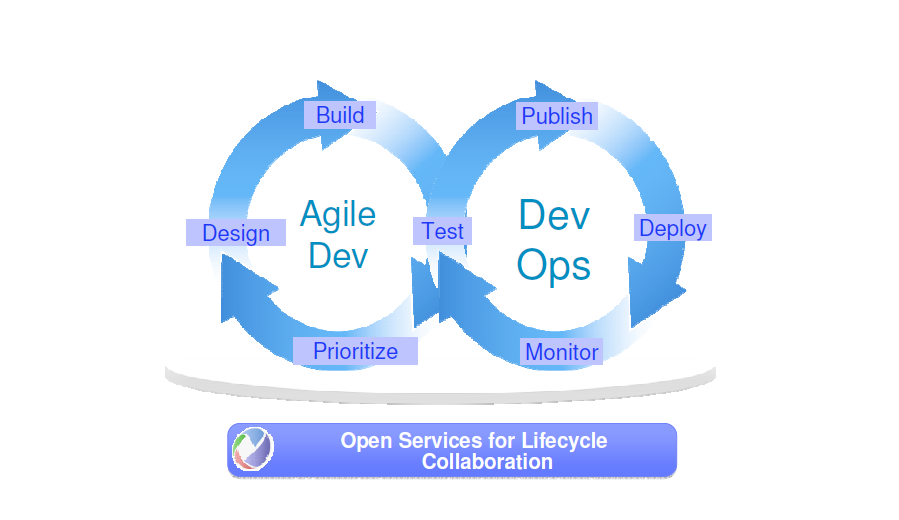 Build
Publish
Agile
Dev
Dev
Ops
Design
Test
Deploy
Prioritize
Monitor
Open Services for Lifecycle
Collaboration